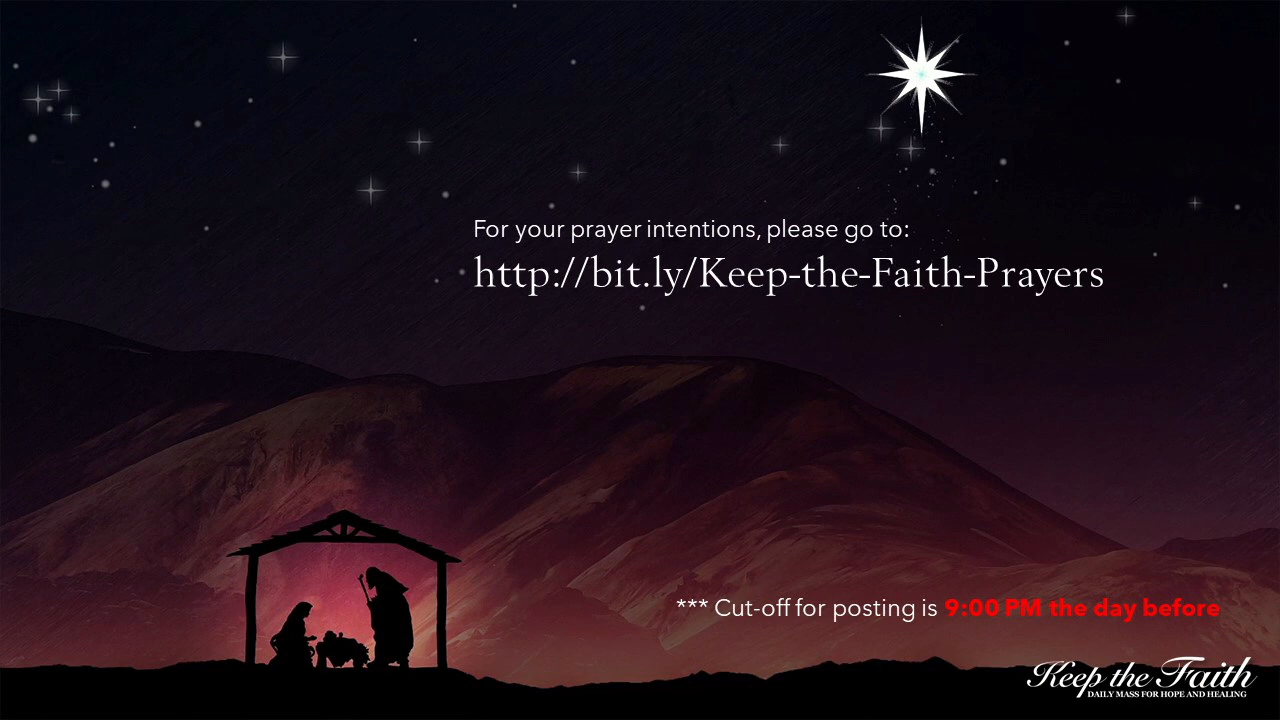 For your prayer intentions, please go to:
http://bit.ly/Keep-the-Faith-Prayers
*** Cut-off for posting is 9:00 PM the day before
Keep the Faith
DAILY MASS FOR HOPE AND HEALING